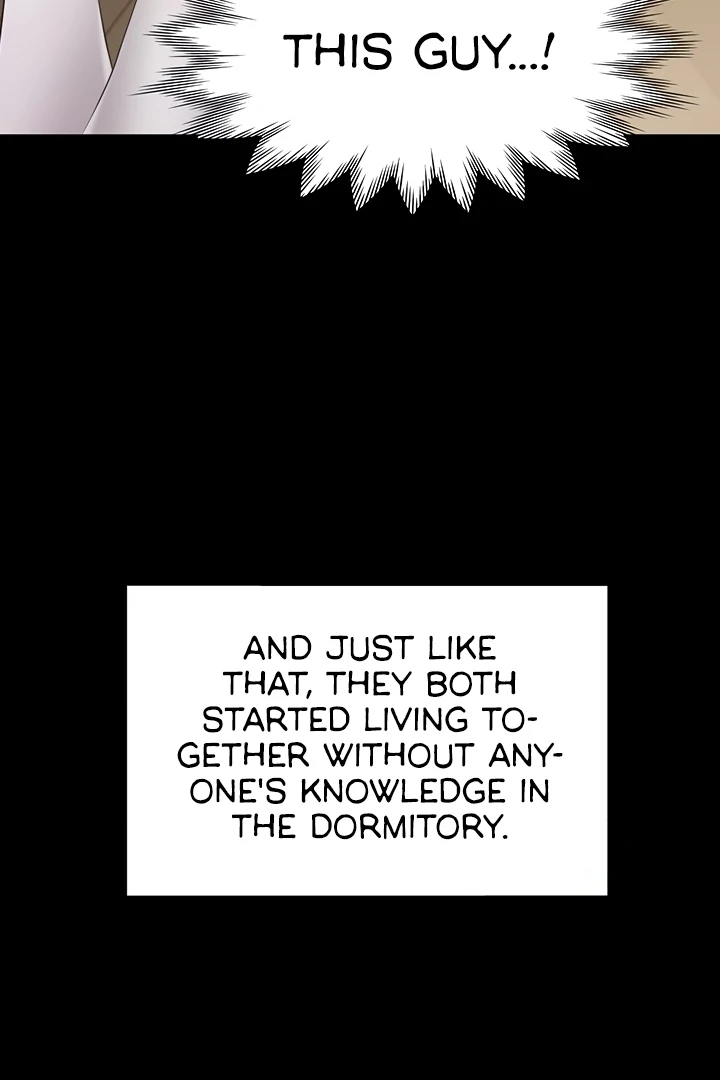 THIS GUY...!
AND JUST LIKE
THAT, THEY BOTH
STARTED LIVING TO-
GETHER WITHOUT ANY-
ONE'S KNOWLEDGE IN
THE DORMITORY.